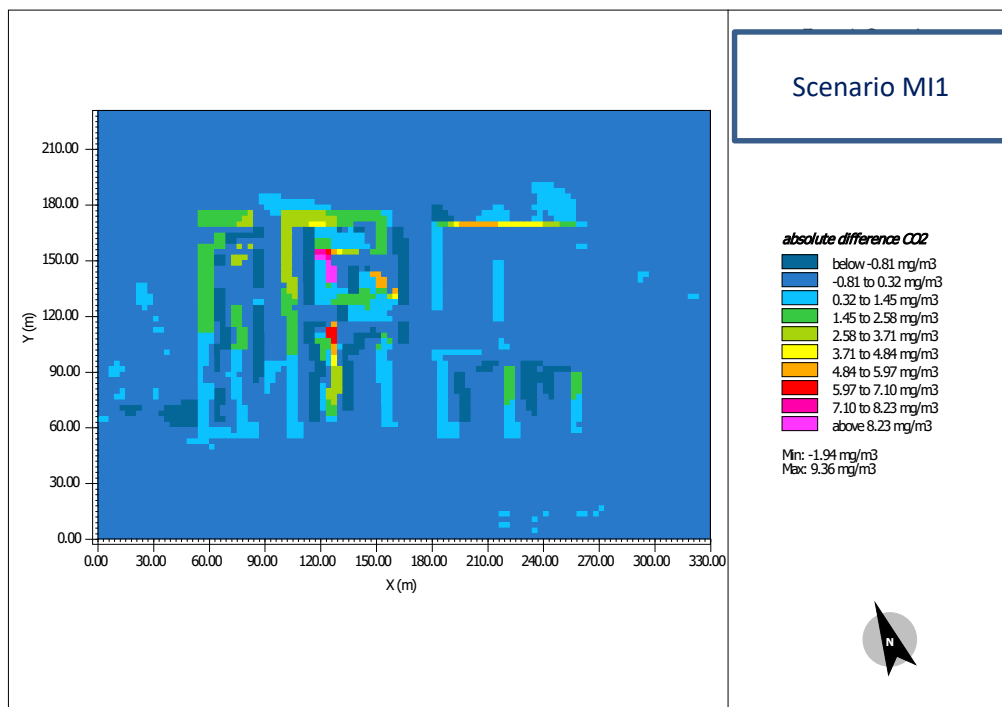 Scenario MI1
absolute difference CO2
below -0.81 mg/m3
-0.81 to 0.32 mg/m3
0.32 to 1.45 mg/m3
1.45 to 2.58 mg/m3
2.58 to 3.71 mg/m3
3.71 to 4.84 mg/m3
4.84 to 5.97 mg/m3
5.97 to 7.10 mg/m3
7.10 to 8.23 mg/m3
above 8.23 mg/m3
Min: -1.94 mg/m3
Max: 9.36 mg/m3
210.00
180.00
150.00
120.00
90.00
60.00
30.00
0.00
Y (m)
0.00 30.00 60.00 90.00 120.00 150.00 180.00 210.00 240.00 270.00 300.00 330.00
X (m)
N